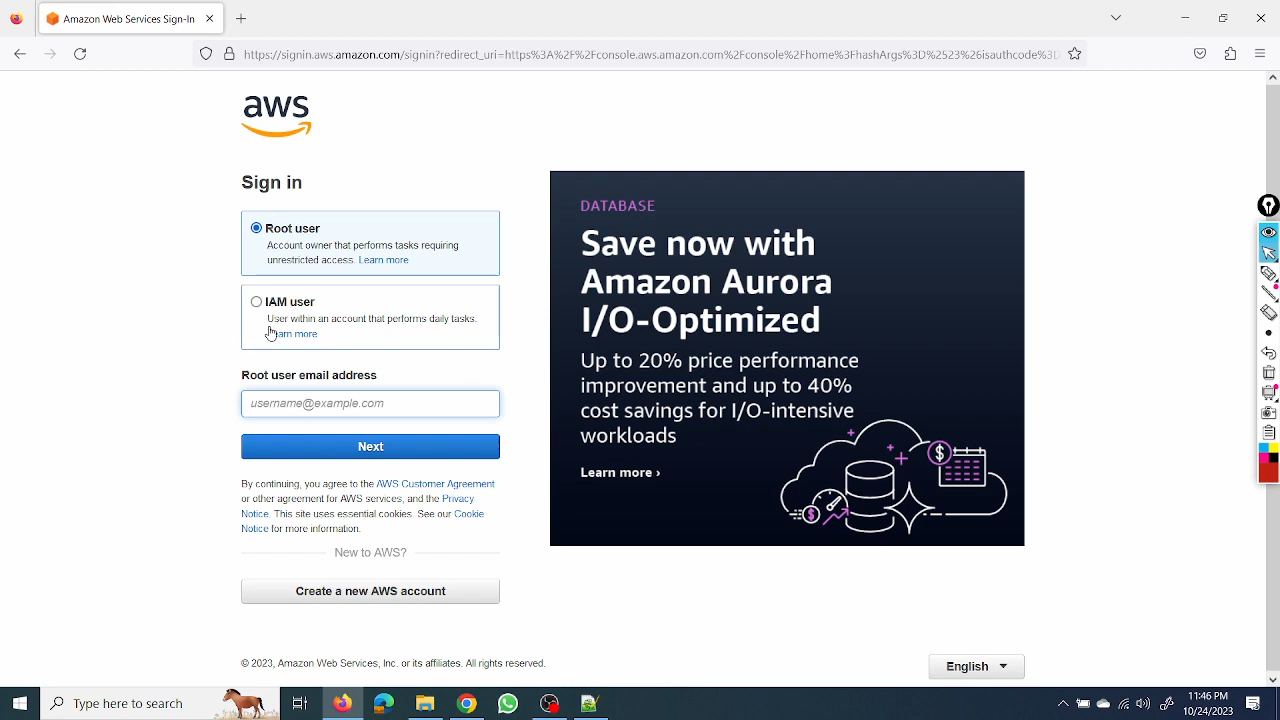 Amazon Web Services Sign-In
https://signin.aws.amazon.com/signin?redirect_uri=https%3A%2F%2Fconsole.aws.amazon.com%2Fconsole%2Fhome%3FhashArgs%3D%2523%26isauthcode%3D
aws
Sign in
Root user
Account owner that performs tasks requiring
unrestricted access. Learn more
IAM user
User within an account that performs daily tasks.
Learn more
Root user email address
username@example.com
Next
By continuing, you agree to the AWS Customer Agreement
or other agreement for AWS services, and the Privacy
Notice. This site uses essential cookies. See our Cookie
Notice for more information.
New to AWS?
Create a new AWS account
DATABASE
Save now with
Amazon Aurora
I/O-Optimized
Up to 20% price performance
improvement and up to 40%
cost savings for I/O-intensive
workloads
Learn more ›
$
$
© 2023, Amazon Web Services, Inc. or its affiliates. All rights reserved.
English
Type here to search
11:46 PM
10/24/2023